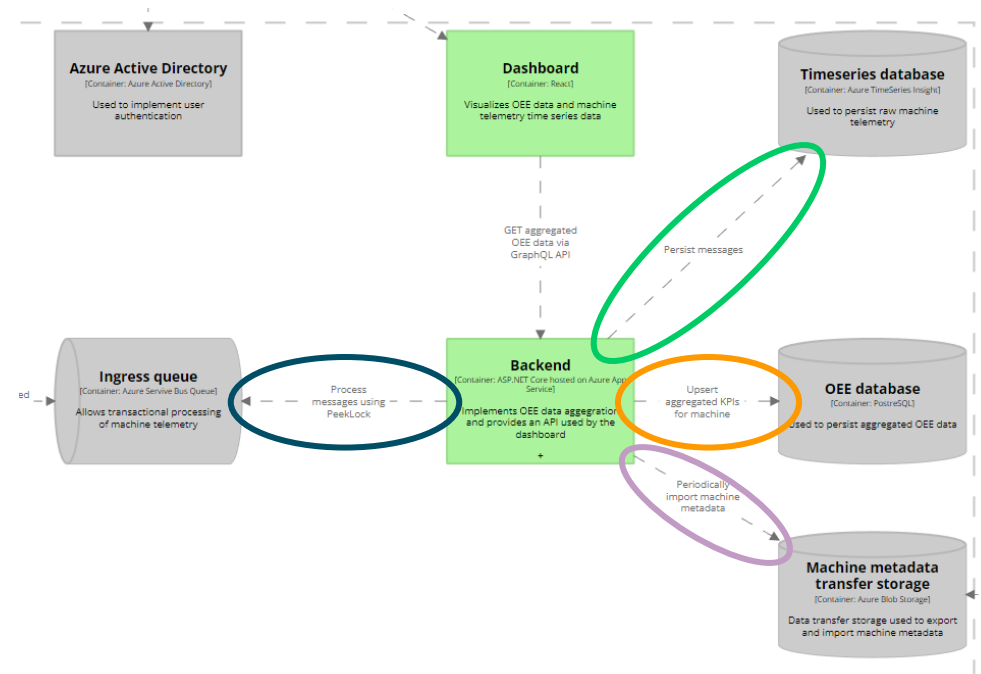 Azure Active Directory
[Container: Azure Active Directory]
Used to implement user
authentication
Dashboard
[Container: React]
Visualizes OEE data and machine
telemetry time series data
Timeseries database
[Container: Azure TimeSeries Insight]
Used to persist raw machine
telemetry
GET aggregated
OEE data via
GraphQL API
Persist messages
ed
Ingress queue
[Container: Azure Servive Bus Queue]
Allows transactional processing
of machine telemetry
Process
messages using
PeekLock
Backend
[Container: ASP.NET Core hosted on Azure App
Service]
Implements OEE data aggegration
and provides an API used by the
dashboard
+
Upsert
aggregated KPIs
for machine
OEE database
[Container: PostreSQL]
Used to persist aggregated OEE data
Periodically
import machine
metadata
Machine metadata
transfer storage
[Container: Azure Blob Storage]
Data transfer storage used to export
and import machine metadata